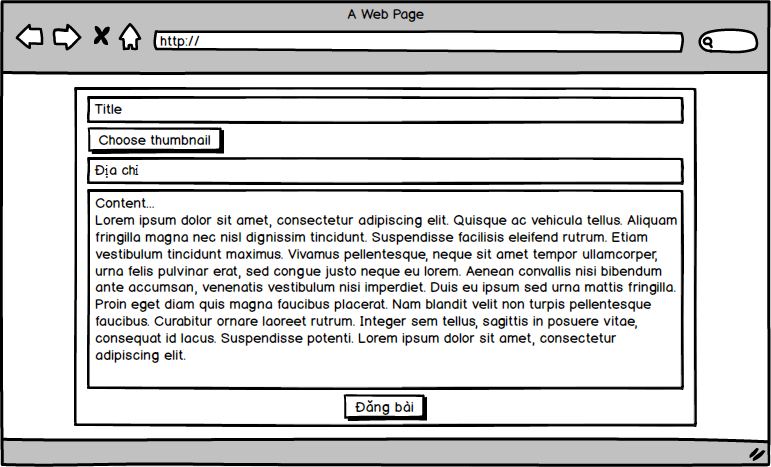 A Web Page
http://
Title
Choose thumbnail
Địa chỉ
Content...
Lorem ipsum dolor sit amet, consectetur adipiscing elit. Quisque ac vehicula tellus. Aliquam
fringilla magna nec nisl dignissim tincidunt. Suspendisse facilisis eleifend rutrum. Etiam
vestibulum tincidunt maximus. Vivamus pellentesque, neque sit amet tempor ullamcorper,
urna felis pulvinar erat, sed congue justo neque eu lorem. Aenean convallis nisi bibendum
ante accumsan, venenatis vestibulum nisi imperdiet. Duis eu ipsum sed urna mattis fringilla.
Proin eget diam quis magna faucibus placerat. Nam blandit velit non turpis pellentesque
faucibus. Curabitur ornare laoreet rutrum. Integer sem tellus, sagittis in posuere vitae,
consequat id lacus. Suspendisse potenti. Lorem ipsum dolor sit amet, consectetur
adipiscing elit.
Đăng bài